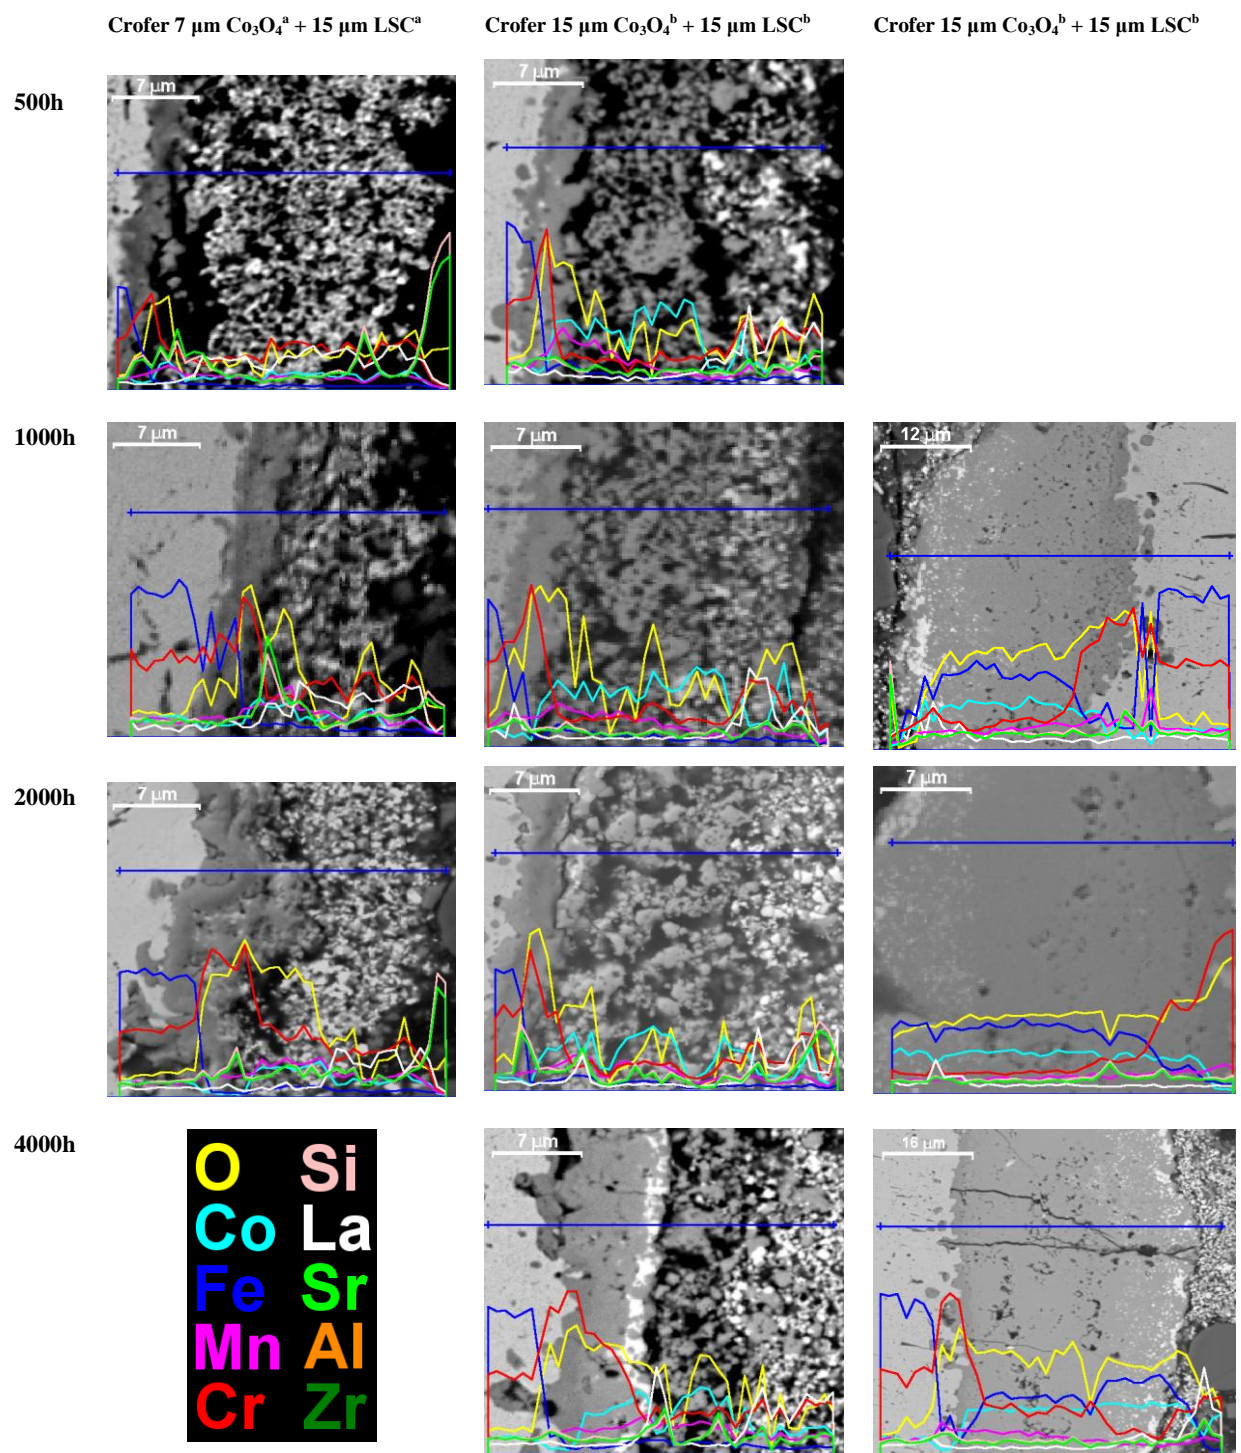 Crofer 7 µm Co₃O₄ᵃ + 15 µm LSCᵃ
Crofer 15 µm Co₃O₄ᵇ + 15 µm LSCᵇ
Crofer 15 µm Co₃O₄ᵇ + 15 µm LSCᵇ
500h
7 µm
7 µm
1000h
7 µm
7 µm
12 µm
2000h
7 µm
7 µm
7 µm
4000h
7 µm
16 µm
O Si
Co La
Fe Sr
Mn Al
Cr Zr